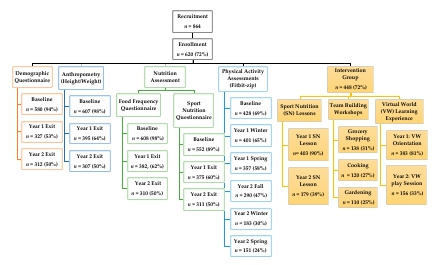 Recruitment
n = 864
Enrollment
n = 620 (72%)
Demographic
Questionnaire
Baseline
n = 580 (94%)
Year 1 Exit
n = 327 (53%)
Year 2 Exit
n = 312 (50%)
Anthropometry
(Height/Weight)
Baseline
n = 607 (98%)
Year 1 Exit
n = 395 (64%)
Year 2 Exit
n = 307 (50%)
Nutrition
Assessment
Food Frequency
Questionnaire
Baseline
n = 608 (98%)
Year 1 Exit
n = 382, (62%)
Year 2 Exit
n = 310 (50%)
Sport
Nutrition
Questionnaire
Baseline
n = 552 (89%)
Year 1 Exit
n = 375 (60%)
Year 2 Exit
n = 311 (50%)
Physical Activity
Assessments
(Fitbit-zip)
Baseline
n = 429 (69%)
Year 1 Winter
n = 401 (65%)
Year 1 Spring
n = 357 (58%)
Year 2 Fall
n = 290 (47%)
Year 2 Winter
n = 183 (30%)
Year 2 Spring
n = 151 (24%)
Intervention
Group
n = 448 (72%)
Sport Nutrition
(SN) Lessons
Year 1 SN
Lesson
n= 403 (90%)
Year 2 SN
Lesson
n = 179 (39%)
Team Building
Workshops
Grocery
Shopping
n = 138 (31%)
Cooking
n = 120 (27%)
Gardening
n = 110 (25%)
Virtual World
(VW) Learning
Experience
Year 1: VW
Orientation
n = 363 (81%)
Year 2: VW
play Session
n = 156 (35%)